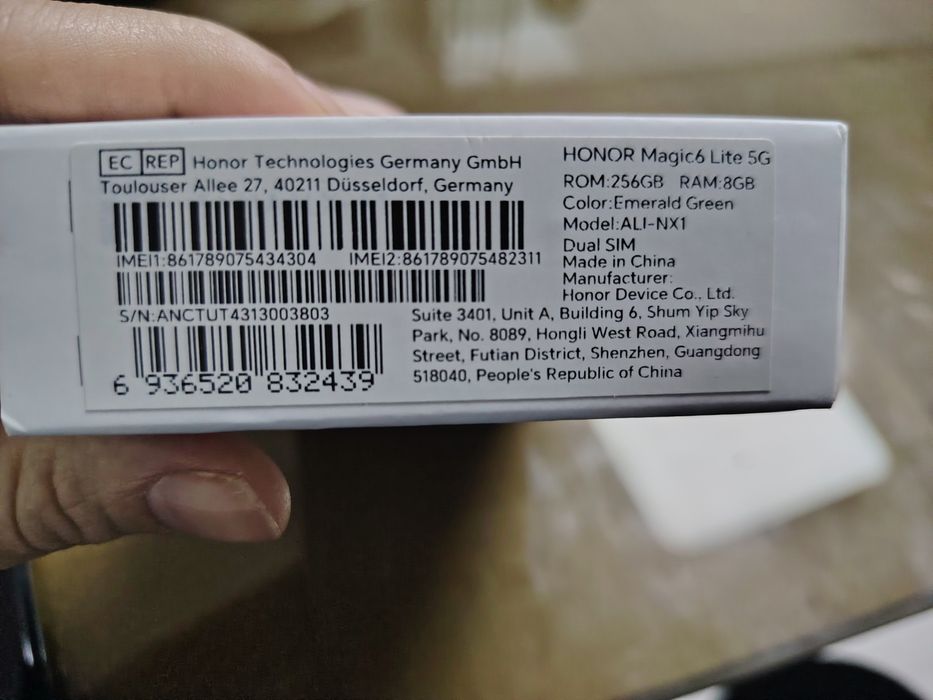 EC REP Honor Technologies Germany GmbH
Toulouser Allee 27, 40211 Düsseldorf, Germany
IMEI1:861789075434304 IMEI2:861789075482311
S/N:ANCTUT4313003803
6 936520 832439
HONOR Magic6 Lite 5G
ROM:256GB RAM:8GB
Color:Emerald Green
Model:ALI-NX1
Dual SIM
Made in China
Manufacturer:
Honor Device Co., Ltd.
Suite 3401, Unit A, Building 6, Shum Yip Sky
Park, No. 8089, Hongli West Road, Xiangmihu
Street, Futian District, Shenzhen, Guangdong
518040, People's Republic of China